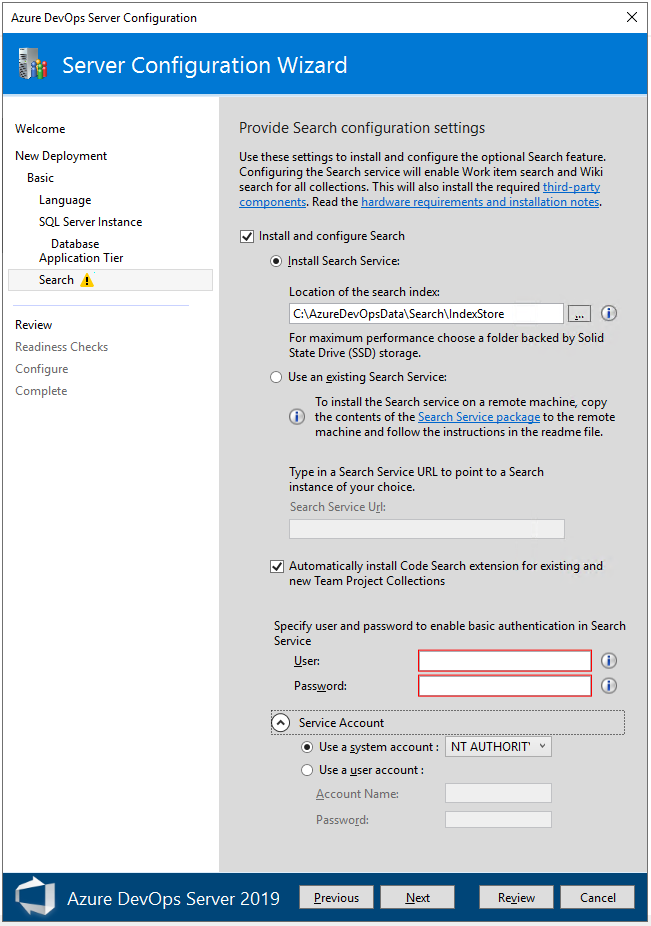 Azure DevOps Server Configuration
Server Configuration Wizard
Welcome
New Deployment
Basic
Language
SQL Server Instance
Database
Application Tier
Search
Review
Readiness Checks
Configure
Complete
Provide Search configuration settings
Use these settings to install and configure the optional Search feature.
Configuring the Search service will enable Work item search and Wiki
search for all collections. This will also install the required third-party
components. Read the hardware requirements and installation notes.
Install and configure Search
Install Search Service:
Location of the search index:
C:\AzureDevOpsData\Search\IndexStore
...
For maximum performance choose a folder backed by Solid
State Drive (SSD) storage.
Use an existing Search Service:
To install the Search service on a remote machine, copy
the contents of the Search Service package to the remote
machine and follow the instructions in the readme file.
Type in a Search Service URL to point to a Search
instance of your choice.
Search Service Url:
Automatically install Code Search extension for existing and
new Team Project Collections
Specify user and password to enable basic authentication in Search
Service
User:
Password:
Service Account
Use a system account : NT AUTHORIT
Use a user account :
Account Name:
Password:
Azure DevOps Server 2019
Previous
Next
Review
Cancel